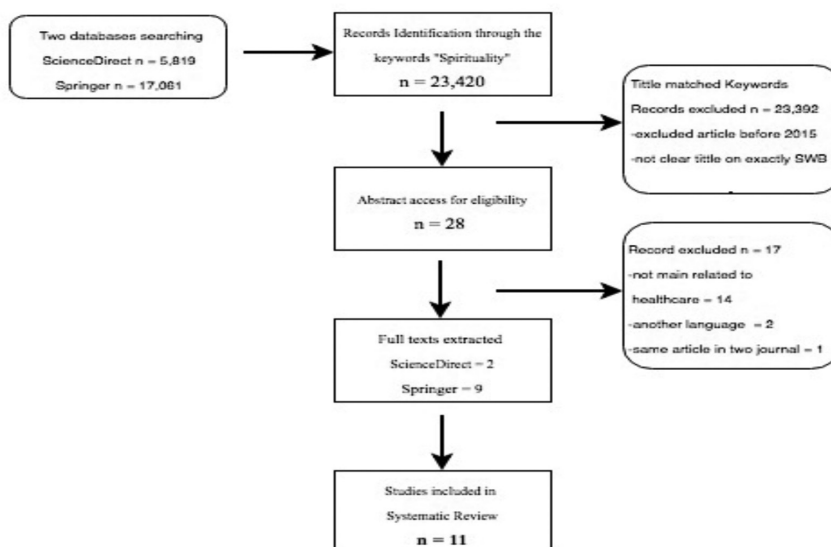 Two databases searching
ScienceDirect n = 5,819
Springer n = 17,061
Records Identification through the
keywords "Spirituality"
n = 23,420
Tittle matched Keywords
Records excluded n = 23,392
-excluded article before 2015
-not clear tittle on exactly SWB
Abstract access for eligibility
n = 28
Record excluded n = 17
-not main related to
healthcare = 14
-another language = 2
-same article in two journal = 1
Full texts extracted
ScienceDirect = 2
Springer = 9
Studies included in
Systematic Review
n = 11